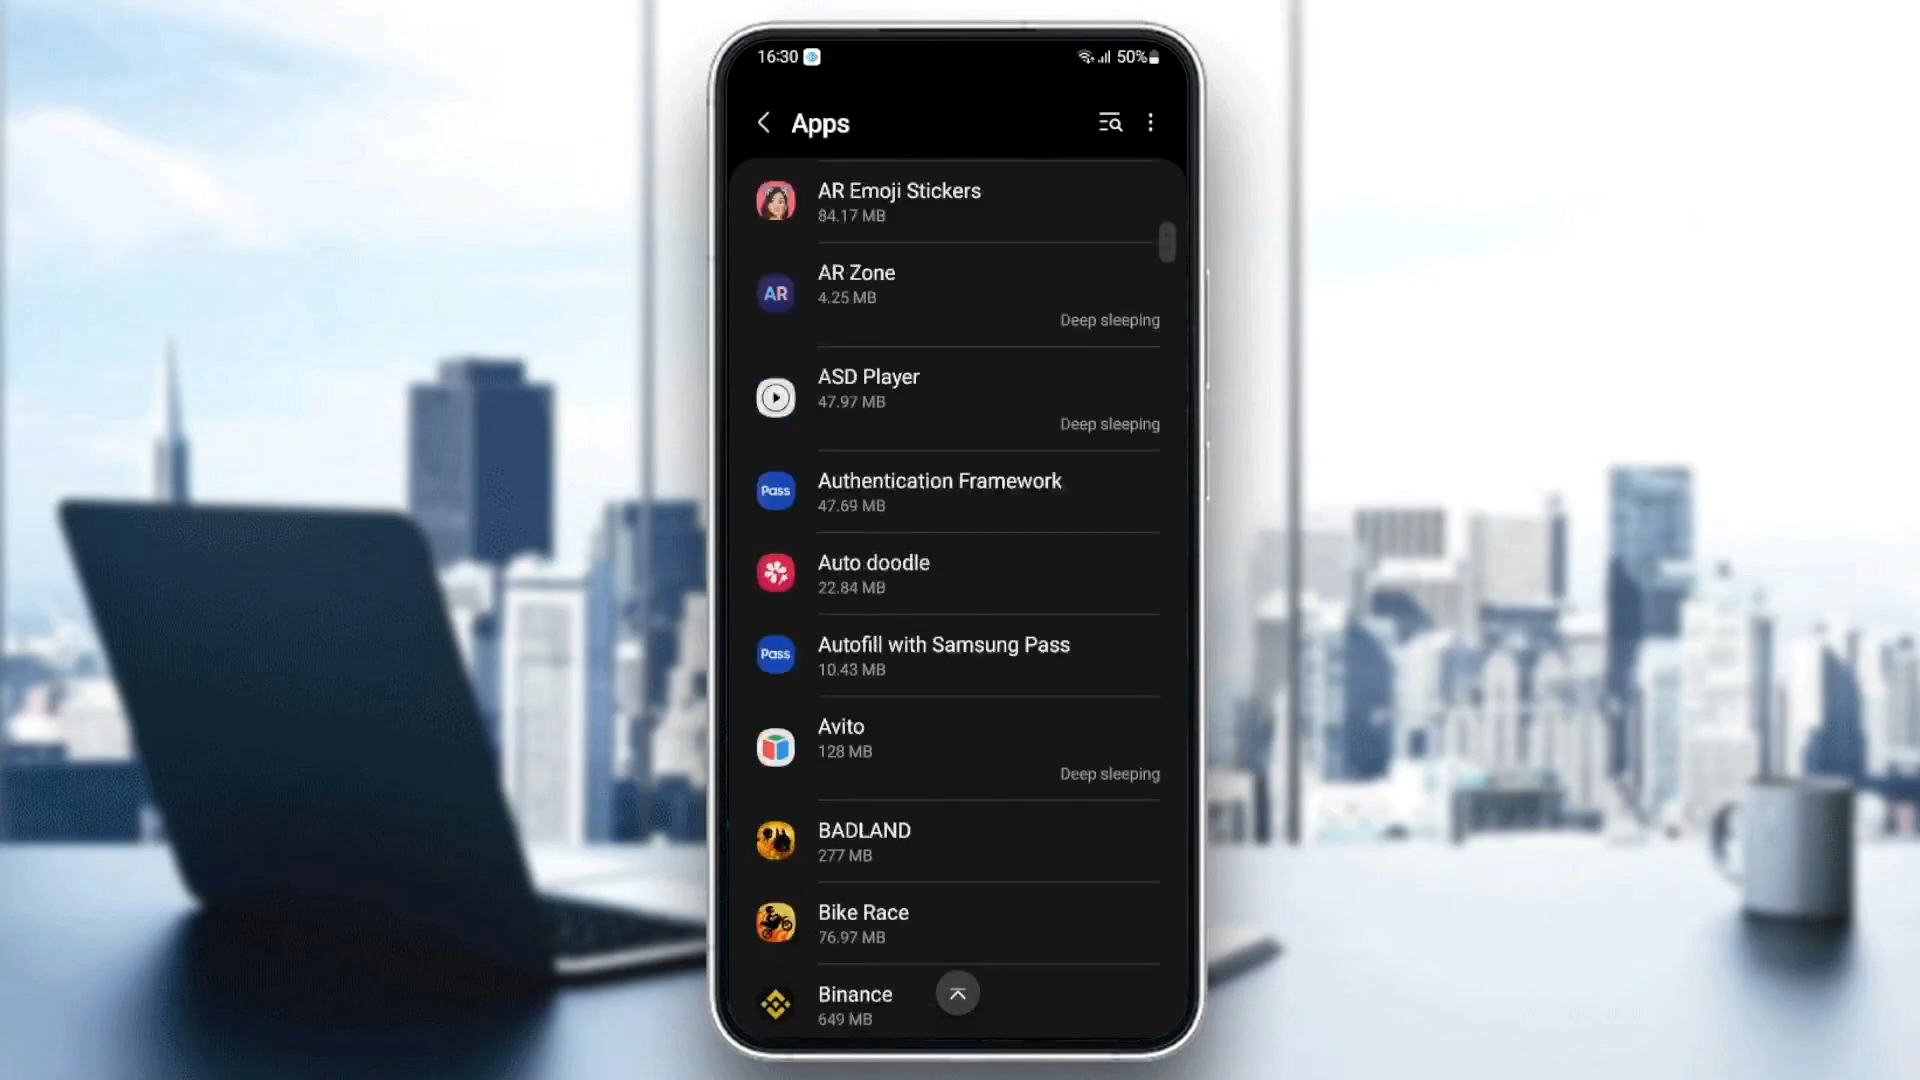 16:30
50%
Apps
AR Emoji Stickers
84.17 MB
AR
AR Zone
4.25 MB
Deep sleeping
ASD Player
47.97 MB
Deep sleeping
Pass
Authentication Framework
47.69 MB
Auto doodle
22.84 MB
Pass
Autofill with Samsung Pass
10.43 MB
Avito
128 MB
Deep sleeping
BADLAND
277 MB
Bike Race
76.97 MB
Binance
649 MB